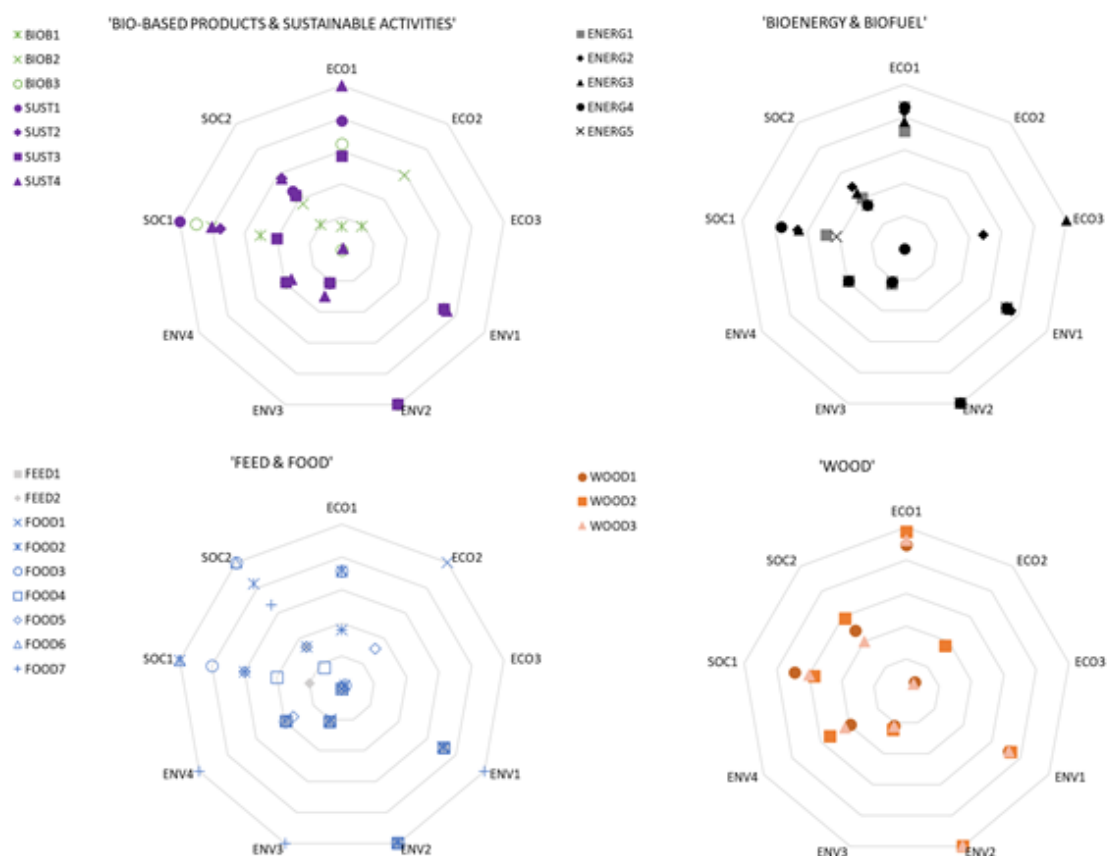 'BIO-BASED PRODUCTS & SUSTAINABLE ACTIVITIES'
BIOB1
BIOB2
BIOB3
SUST1
SUST2
SUST3
SUST4
ECO1
ECO2
ECO3
ENV1
ENV2
ENV3
ENV4
SOC1
SOC2
'BIOENERGY & BIOFUEL'
ENERG1
ENERG2
ENERG3
ENERG4
ENERG5
ECO1
ECO2
ECO3
ENV1
ENV2
ENV3
ENV4
SOC1
SOC2
'FEED & FOOD'
FEED1
FEED2
FOOD1
FOOD2
FOOD3
FOOD4
FOOD5
FOOD6
FOOD7
ECO1
ECO2
ECO3
ENV1
ENV2
ENV3
ENV4
SOC1
SOC2
'WOOD'
WOOD1
WOOD2
WOOD3
ECO1
ECO2
ECO3
ENV1
ENV2
ENV3
ENV4
SOC1
SOC2